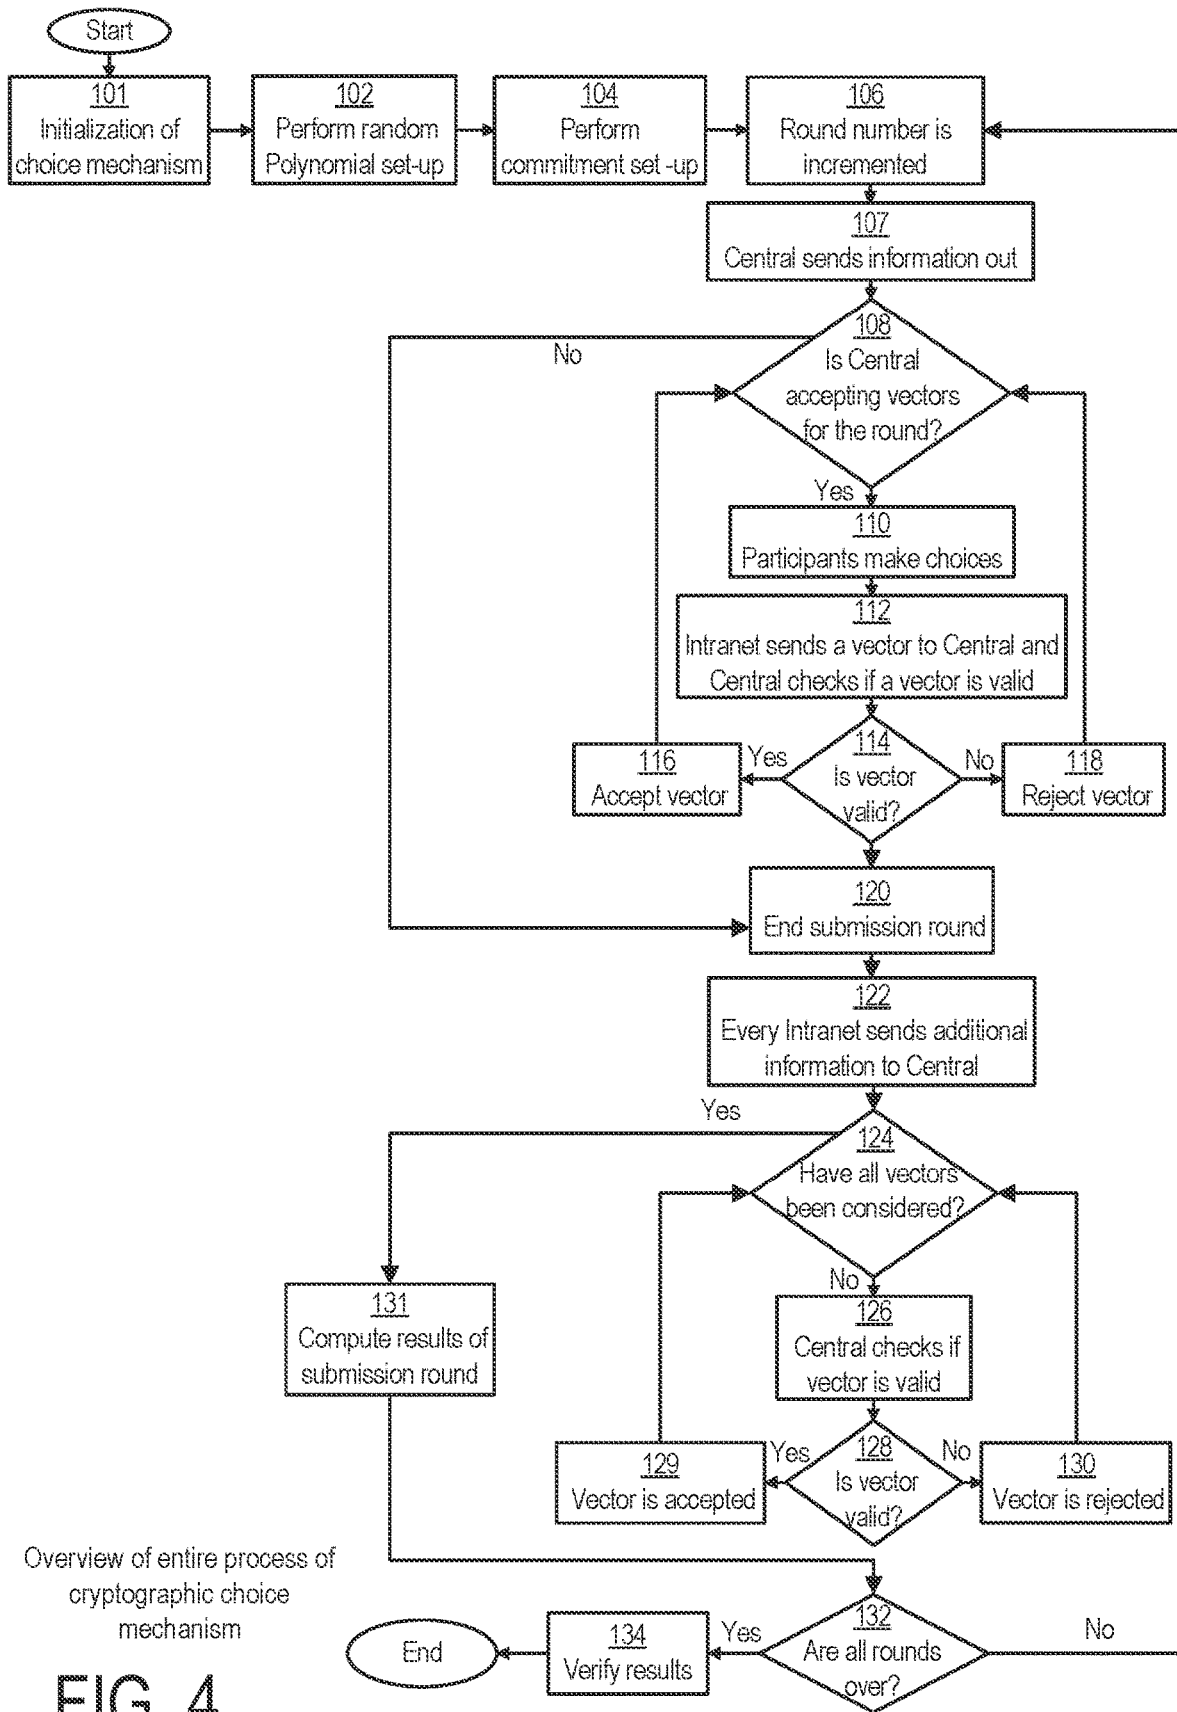 Start
101
Initialization of
choice mechanism
102
Perform random
Polynomial set-up
104
Perform
commitment set -up
106
Round number is
incremented
107
Central sends information out
108
Is Central
accepting vectors
for the round?
No
Yes
110
Participants make choices
112
Intranet sends a vector to Central and
Central checks if a vector is valid
114
Is vector
valid?
Yes
No
116
Accept vector
118
Reject vector
120
End submission round
122
Every Intranet sends additional
information to Central
124
Have all vectors
been considered?
Yes
No
131
Compute results of
submission round
126
Central checks if
vector is valid
128
Is vector
valid?
Yes
No
129
Vector is accepted
130
Vector is rejected
132
Are all rounds
over?
Yes
No
134
Verify results
End
Overview of entire process of
cryptographic choice
mechanism
FIG. 4